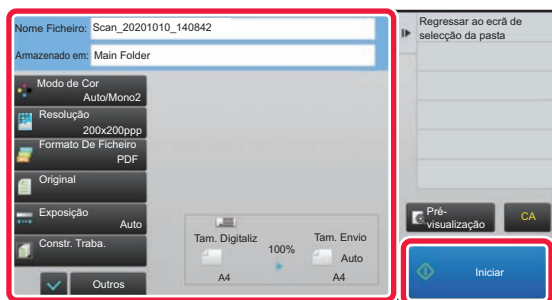 Nome Ficheiro: Scan_20201010_140842
Armazenado em: Main Folder
Modo de Cor
Auto/Mono2
Resolução
200x200ppp
Formato De Ficheiro
PDF
Original
Exposição
Auto
Constr. Traba.
Outros
Tam. Digitaliz
100%
Tam. Envio
Auto
A4
A4
Regressar ao ecrã de
selecção da pasta
Pré-
visualização
CA
Iniciar